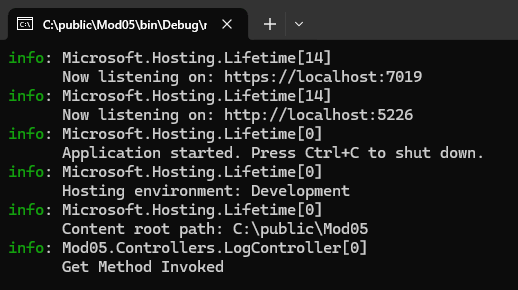 C:\public\Mod05\bin\Debug\r
info: Microsoft.Hosting.Lifetime[14]
Now listening on: https://localhost:7019
info: Microsoft.Hosting.Lifetime[14]
Now listening on: http://localhost:5226
info: Microsoft.Hosting.Lifetime[0]
Application started. Press Ctrl+C to shut down.
info: Microsoft.Hosting.Lifetime[0]
Hosting environment: Development
info: Microsoft.Hosting.Lifetime[0]
Content root path: C:\public\Mod05
info: Mod05.Controllers.LogController[0]
Get Method Invoked